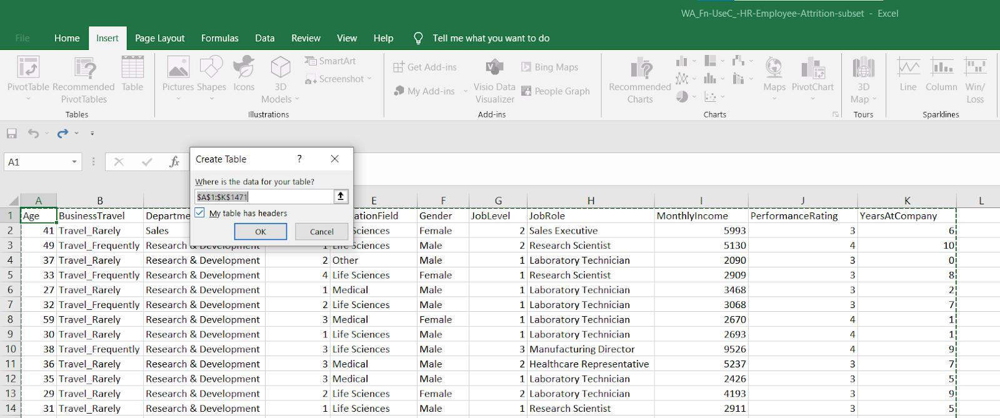 WA_Fn-UseC_-HR-Employee-Attrition-subset - Excel
File Home Insert Page Layout Formulas Data Review View Help Tell me what you want to do
PivotTable Recommended PivotTables Table
Tables
Pictures Shapes Icons 3D Models SmartArt Screenshot
Illustrations
Get Add-ins My Add-ins Visio Data Visualizer Bing Maps People Graph
Add-ins
Recommended Charts Maps PivotChart
Charts
3D Map
Tours
Line Column Win/Loss
Sparklines
A1 fx
Create Table ?
Where is the data for your table?
$A$1:$K$1471
My table has headers
OK Cancel
A B E F G H I J K L
1 Age BusinessTravel Departme ationField Gender JobLevel JobRole MonthlyIncome PerformanceRating YearsAtCompany
2 41 Travel_Rarely Sales Sciences Female 2 Sales Executive 5993 3 6
3 49 Travel_Frequently Research & Development 1 Life Sciences Male 2 Research Scientist 5130 4 10
4 37 Travel_Rarely Research & Development 2 Other Male 1 Laboratory Technician 2090 3 0
5 33 Travel_Frequently Research & Development 4 Life Sciences Female 1 Research Scientist 2909 3 8
6 27 Travel_Rarely Research & Development 1 Medical Male 1 Laboratory Technician 3468 3 2
7 32 Travel_Frequently Research & Development 2 Life Sciences Male 1 Laboratory Technician 3068 3 7
8 59 Travel_Rarely Research & Development 3 Medical Female 1 Laboratory Technician 2670 4 1
9 30 Travel_Rarely Research & Development 1 Life Sciences Male 1 Laboratory Technician 2693 4 1
10 38 Travel_Frequently Research & Development 3 Life Sciences Male 3 Manufacturing Director 9526 4 9
11 36 Travel_Rarely Research & Development 3 Medical Male 2 Healthcare Representative 5237 3 7
12 35 Travel_Rarely Research & Development 3 Medical Male 1 Laboratory Technician 2426 3 5
13 29 Travel_Rarely Research & Development 2 Life Sciences Female 2 Laboratory Technician 4193 3 9
14 31 Travel_Rarely Research & Development 1 Life Sciences Male 1 Research Scientist 2911 3 5